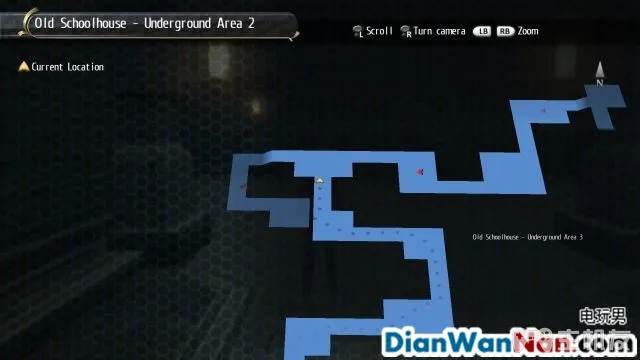 Old Schoolhouse - Underground Area 2
L Scroll R Turn camera LB RB Zoom
Current Location
N
Old Schoolhouse - Underground Area 3
电玩男
DianWanNan.com